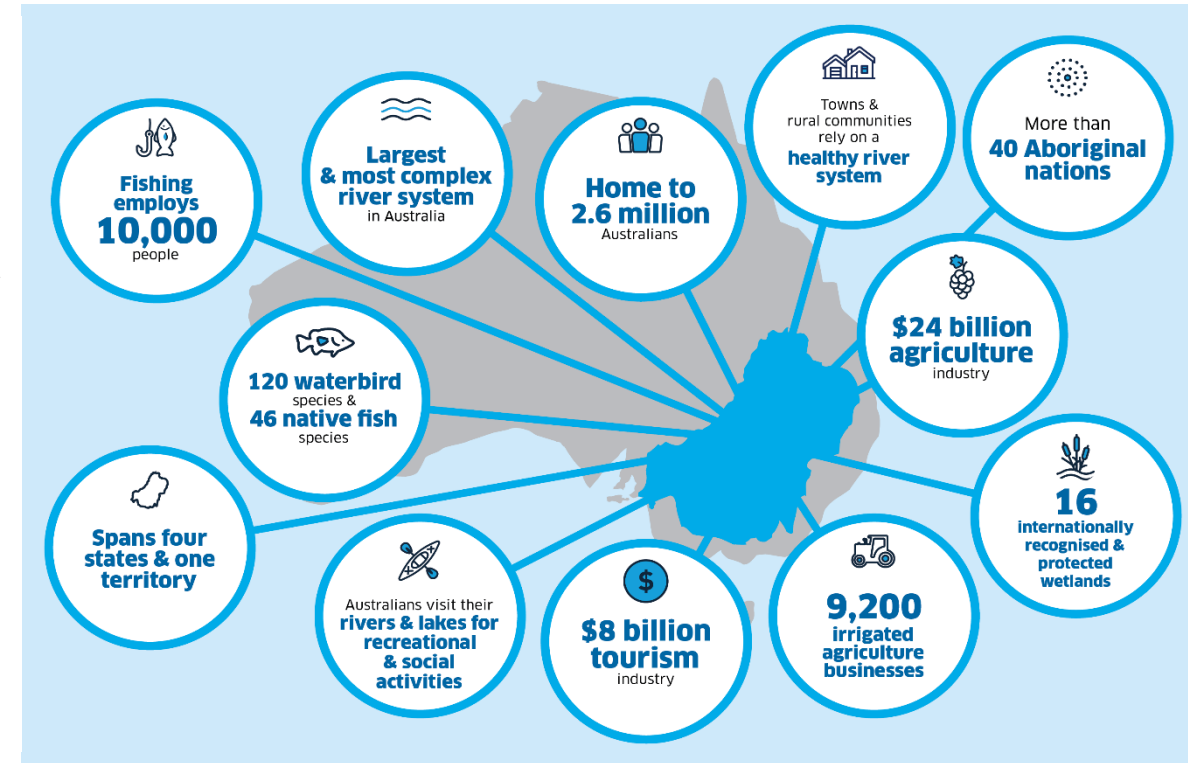 Fishing
employs
10,000
people
Largest
& most complex
river system
in Australia
Home to
2.6 million
Australians
Towns &
rural communities
rely on a
healthy river
system
More than
40 Aboriginal
nations
$24 billion
agriculture
industry
120 waterbird
species &
46 native fish
species
Spans four
states & one
territory
Australians visit their
rivers & lakes for
recreational
& social
activities
$
$8 billion
tourism
industry
9,200
irrigated
agriculture
businesses
16
internationally
recognised &
protected
wetlands